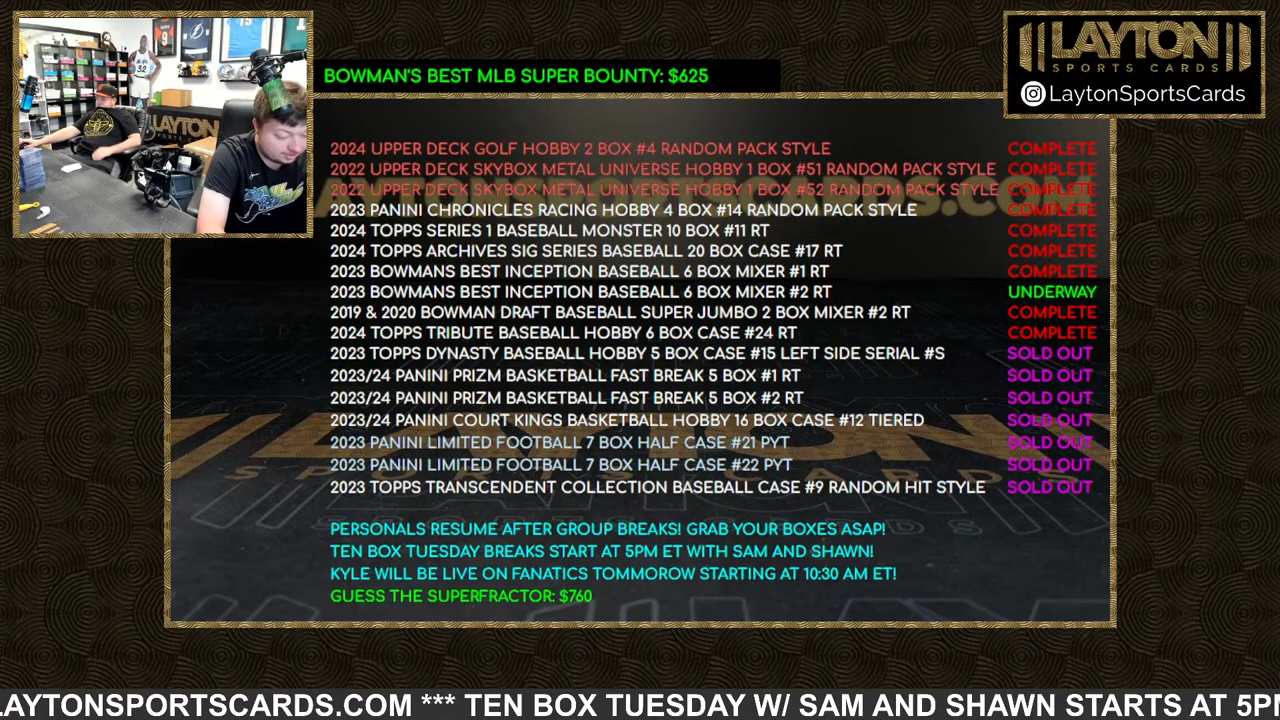 BOWMAN'S BEST MLB SUPER BOUNTY: $625
LAYTON
SPORTS CARDS
LaytonSportsCards
2024 UPPER DECK GOLF HOBBY 2 BOX #4 RANDOM PACK STYLE COMPLETE
2022 UPPER DECK SKYBOX METAL UNIVERSE HOBBY 1 BOX #51 RANDOM PACK STYLE COMPLETE
2022 UPPER DECK SKYBOX METAL UNIVERSE HOBBY 1 BOX #52 RANDOM PACK STYLE COMPLETE
2023 PANINI CHRONICLES RACING HOBBY 4 BOX #14 RANDOM PACK STYLE COMPLETE
2024 TOPPS SERIES 1 BASEBALL MONSTER 10 BOX #11 RT COMPLETE
2024 TOPPS ARCHIVES SIG SERIES BASEBALL 20 BOX CASE #17 RT COMPLETE
2023 BOWMANS BEST INCEPTION BASEBALL 6 BOX MIXER #1 RT COMPLETE
2023 BOWMANS BEST INCEPTION BASEBALL 6 BOX MIXER #2 RT UNDERWAY
2019 & 2020 BOWMAN DRAFT BASEBALL SUPER JUMBO 2 BOX MIXER #2 RT COMPLETE
2024 TOPPS TRIBUTE BASEBALL HOBBY 6 BOX CASE #24 RT COMPLETE
2023 TOPPS DYNASTY BASEBALL HOBBY 5 BOX CASE #15 LEFT SIDE SERIAL #S SOLD OUT
2023/24 PANINI PRIZM BASKETBALL FAST BREAK 5 BOX #1 RT SOLD OUT
2023/24 PANINI PRIZM BASKETBALL FAST BREAK 5 BOX #2 RT SOLD OUT
2023/24 PANINI COURT KINGS BASKETBALL HOBBY 16 BOX CASE #12 TIERED SOLD OUT
2023 PANINI LIMITED FOOTBALL 7 BOX HALF CASE #21 PYT SOLD OUT
2023 PANINI LIMITED FOOTBALL 7 BOX HALF CASE #22 PYT SOLD OUT
2023 TOPPS TRANSCENDENT COLLECTION BASEBALL CASE #9 RANDOM HIT STYLE SOLD OUT
PERSONALS RESUME AFTER GROUP BREAKS! GRAB YOUR BOXES ASAP!
TEN BOX TUESDAY BREAKS START AT 5PM ET WITH SAM AND SHAWN!
KYLE WILL BE LIVE ON FANATICS TOMMOROW STARTING AT 10:30 AM ET!
GUESS THE SUPERFRACTOR: $760
LAYTONSPORTSCARDS.COM *** TEN BOX TUESDAY W/ SAM AND SHAWN STARTS AT 5P